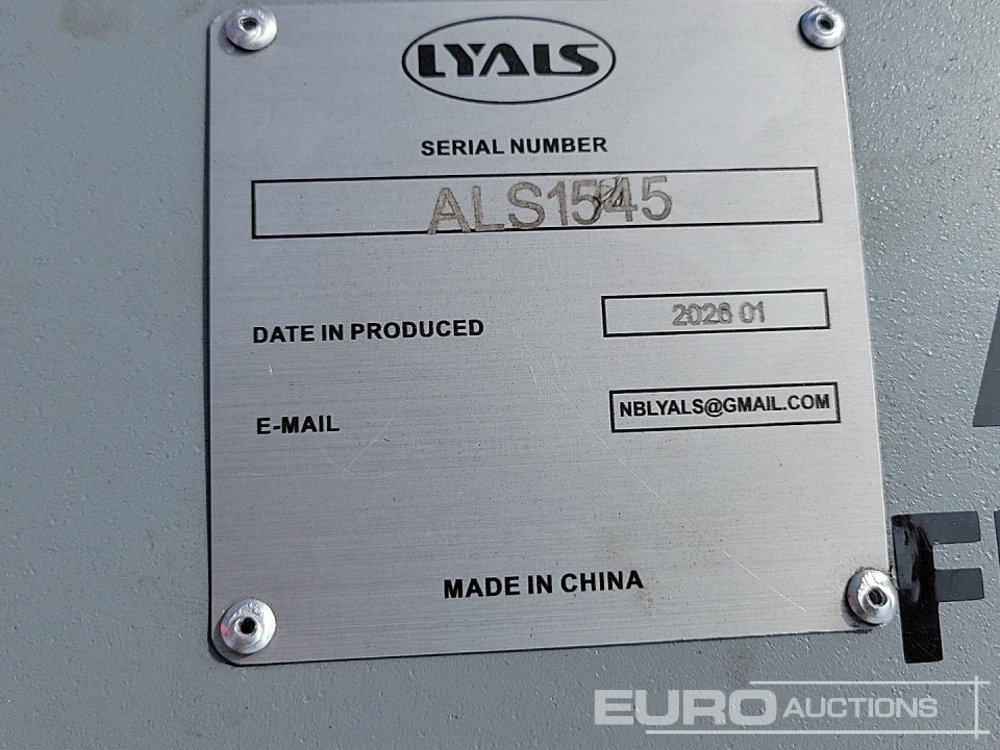 LYALS
SERIAL NUMBER
ALS1545
DATE IN PRODUCED
2026 01
E-MAIL
NBLYALS@GMAIL.COM
MADE IN CHINA
F
EURO AUCTIONS